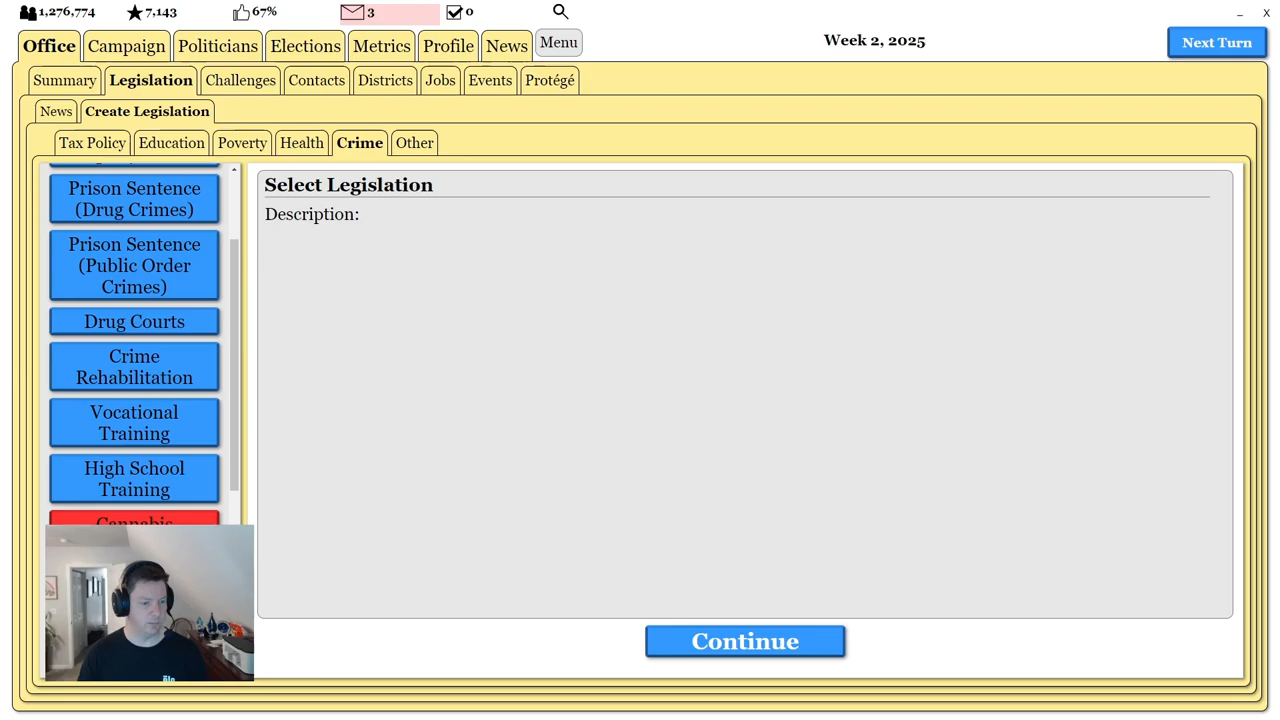 1,276,774 7,143 67% 3 0
_ X
Office Campaign Politicians Elections Metrics Profile News Menu
Week 2, 2025
Next Turn
Summary Legislation Challenges Contacts Districts Jobs Events Protégé
News Create Legislation
Tax Policy Education Poverty Health Crime Other
Prison Sentence
(Drug Crimes)
Prison Sentence
(Public Order
Crimes)
Drug Courts
Crime
Rehabilitation
Vocational
Training
High School
Training
Cannabis
Select Legislation
Description:
Continue